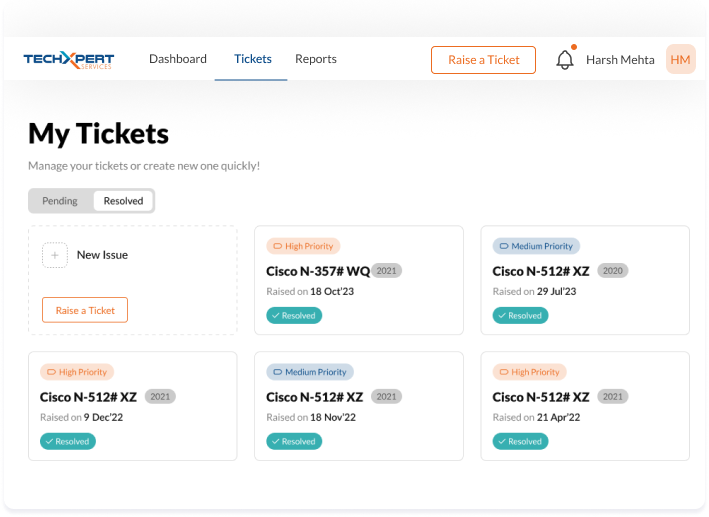 TECHXPERT
SERVICES
Dashboard Tickets Reports Raise a Ticket Harsh Mehta HM
My Tickets
Manage your tickets or create new one quickly!
Pending Resolved
+ New Issue
Raise a Ticket
High Priority
Cisco N-357# WQ 2021
Raised on 18 Oct'23
Resolved
Medium Priority
Cisco N-512# XZ 2020
Raised on 29 Jul'23
Resolved
High Priority
Cisco N-512# XZ 2021
Raised on 9 Dec'22
Resolved
Medium Priority
Cisco N-512# XZ 2021
Raised on 18 Nov'22
Resolved
High Priority
Cisco N-512# XZ 2021
Raised on 21 Apr'22
Resolved